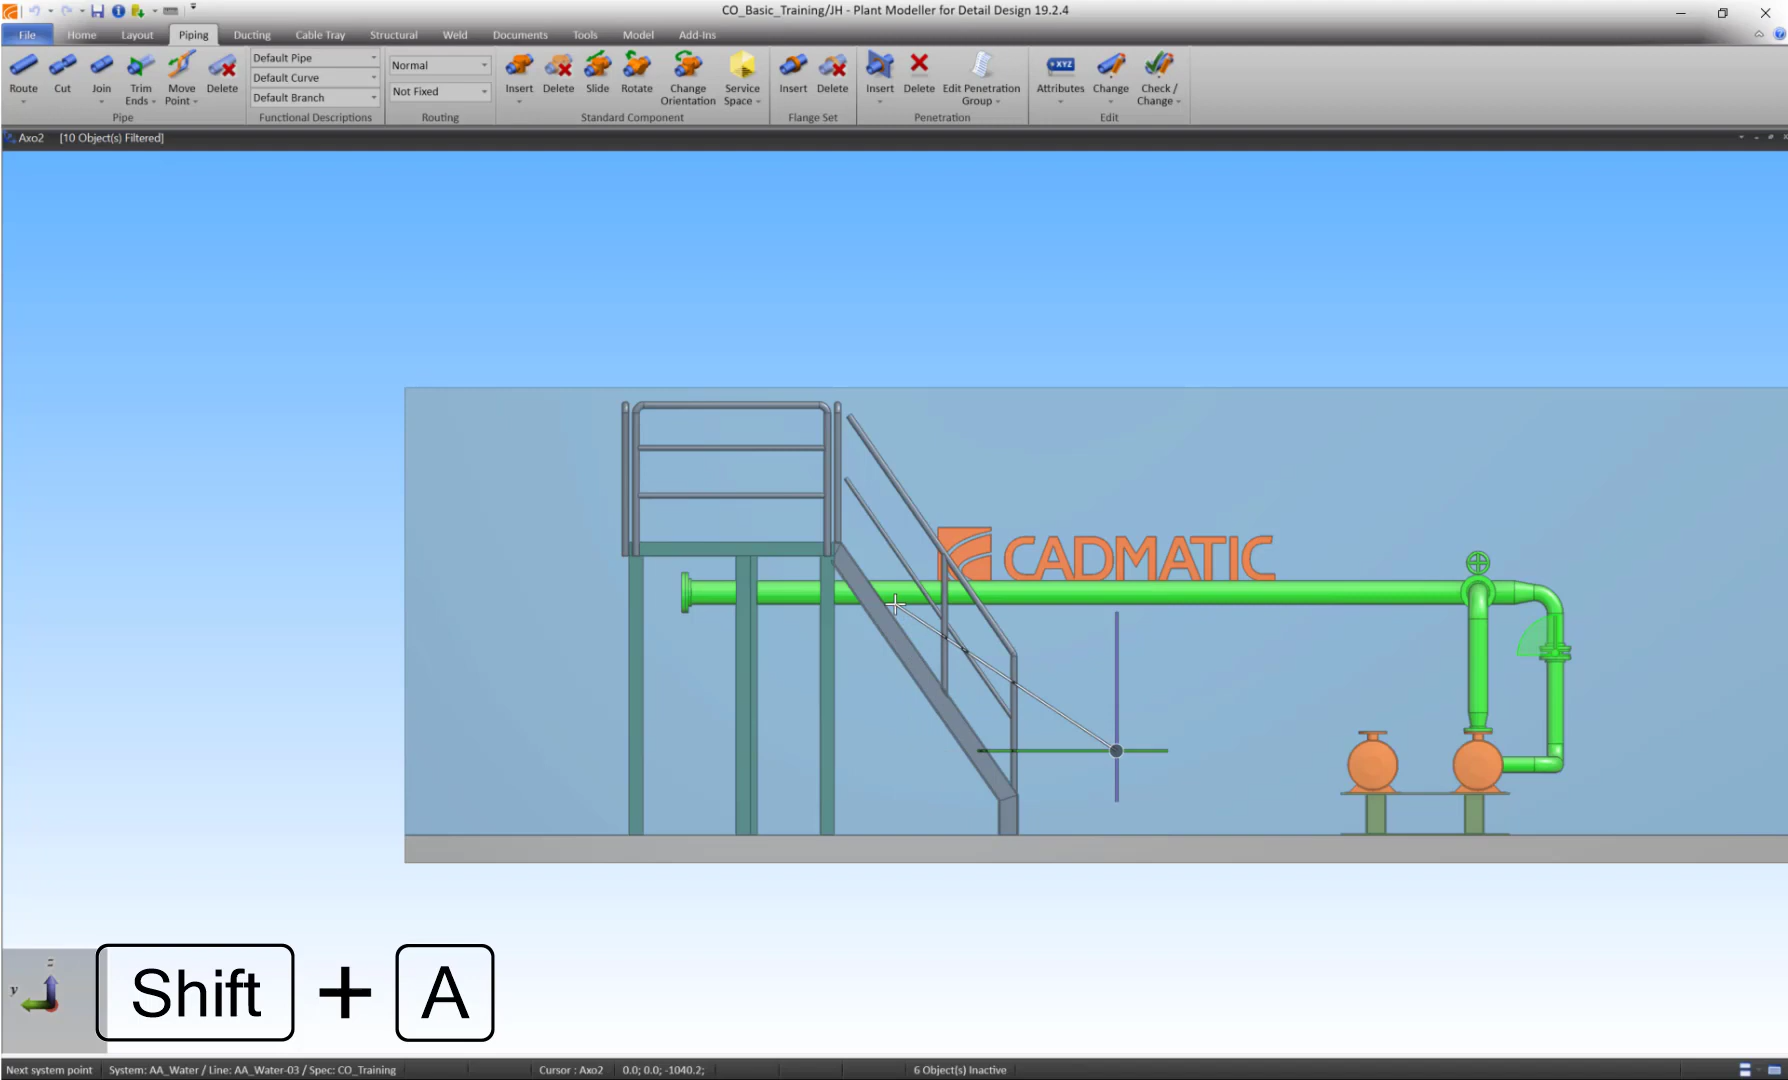 CO_Basic_Training/JH - Plant Modeller for Detail Design 19.2.4
File Home Layout Piping Ducting Cable Tray Structural Weld Documents Tools Model Add-Ins
Route Cut Join Trim Ends Move Point Delete
Pipe
Default Pipe
Default Curve
Default Branch
Functional Descriptions
Normal
Not Fixed
Routing
Insert Delete Slide Rotate Change Orientation Service Space
Standard Component
Insert Delete
Flange Set
Insert Delete Edit Penetration Group
Penetration
XYZ
Attributes Change Check / Change
Edit
Axo2 [10 Object(s) Filtered]
CADMATIC
z
y
Shift + A
Next system point System: AA_Water / Line: AA_Water-03 / Spec: CO_Training Cursor : Axo2 0.0; 0.0; -1040.2; 6 Object(s) Inactive